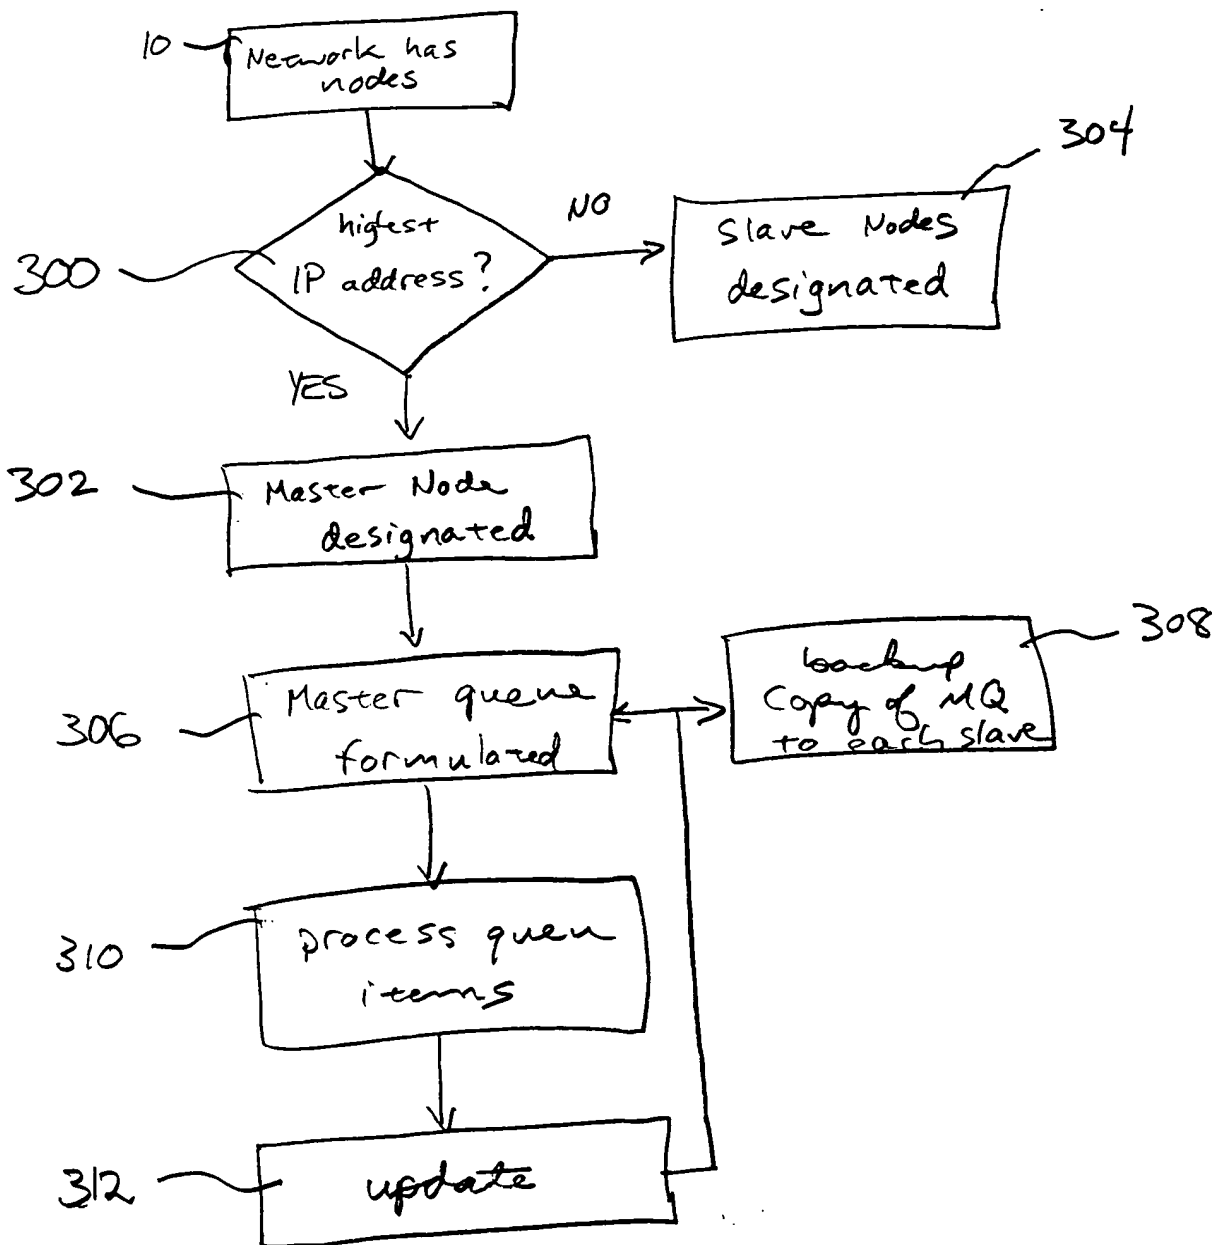 10
Network has
nodes
304
highest
IP address?
NO
300
Slave Nodes
designated
YES
302
Master Node
designated
308
backup
Copy of MQ
to each slave
306
Master queue
formulated
310
process queu
items
312
update